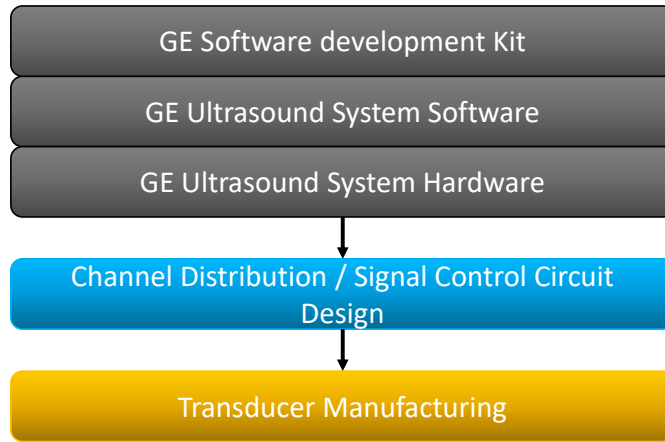 GE Software development Kit
GE Ultrasound System Software
GE Ultrasound System Hardware
Channel Distribution / Signal Control Circuit
Design
Transducer Manufacturing